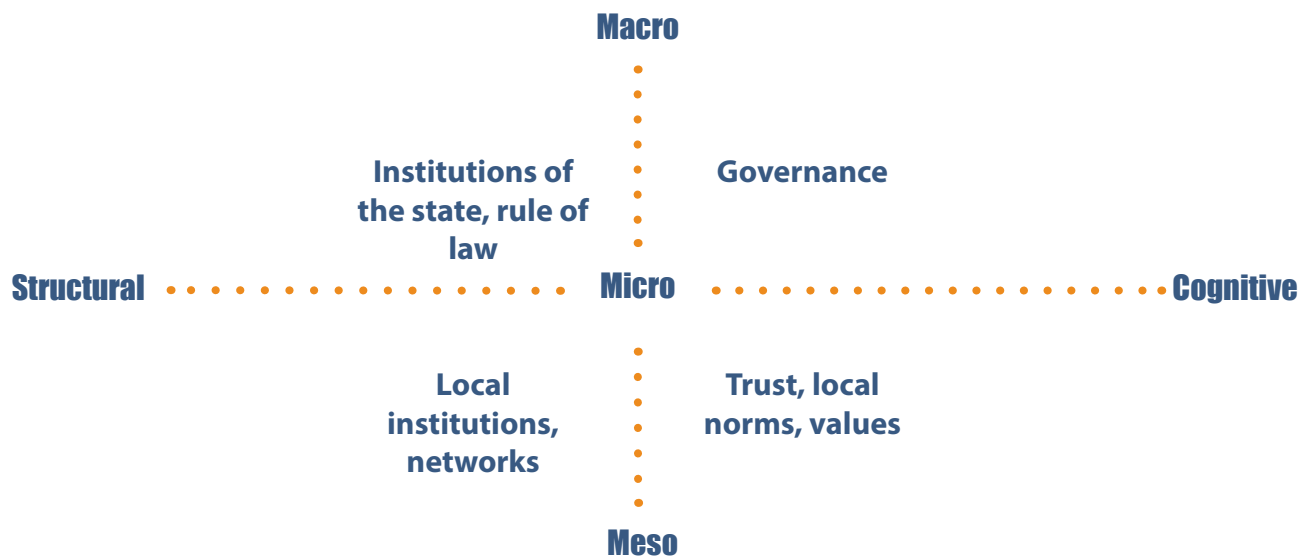 Macro
Institutions of
the state, rule of
law
Governance
Structural
Micro
Cognitive
Local
institutions,
networks
Trust, local
norms, values
Meso